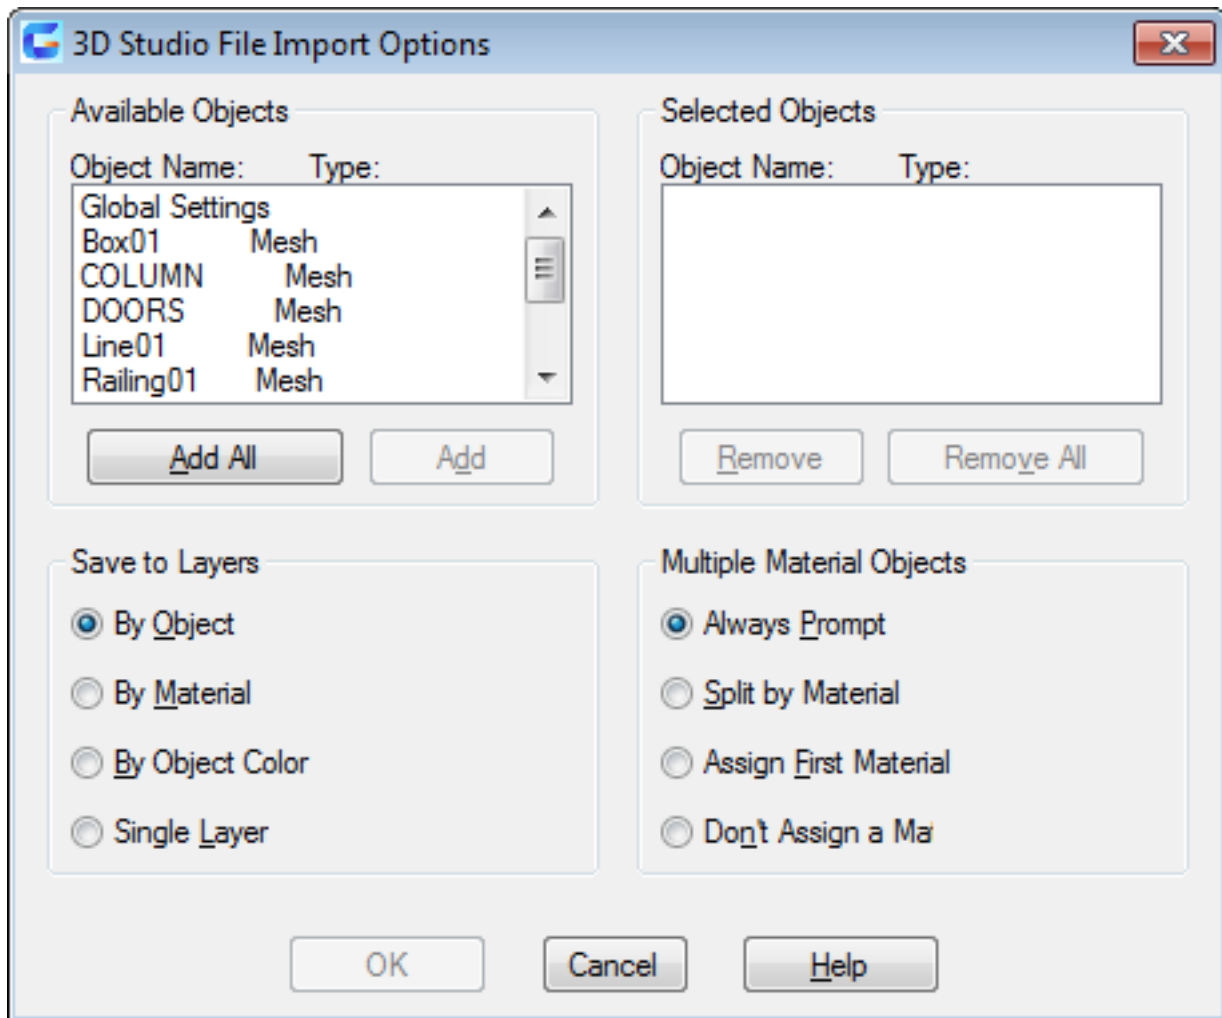 3D Studio File Import Options
Available Objects
Object Name: Type:
Global Settings
Box01 Mesh
COLUMN Mesh
DOORS Mesh
Line01 Mesh
Railing01 Mesh
Add All Add
Selected Objects
Object Name: Type:
Remove Remove All
Save to Layers
By Object
By Material
By Object Color
Single Layer
Multiple Material Objects
Always Prompt
Split by Material
Assign First Material
Don't Assign a Mat
OK Cancel Help